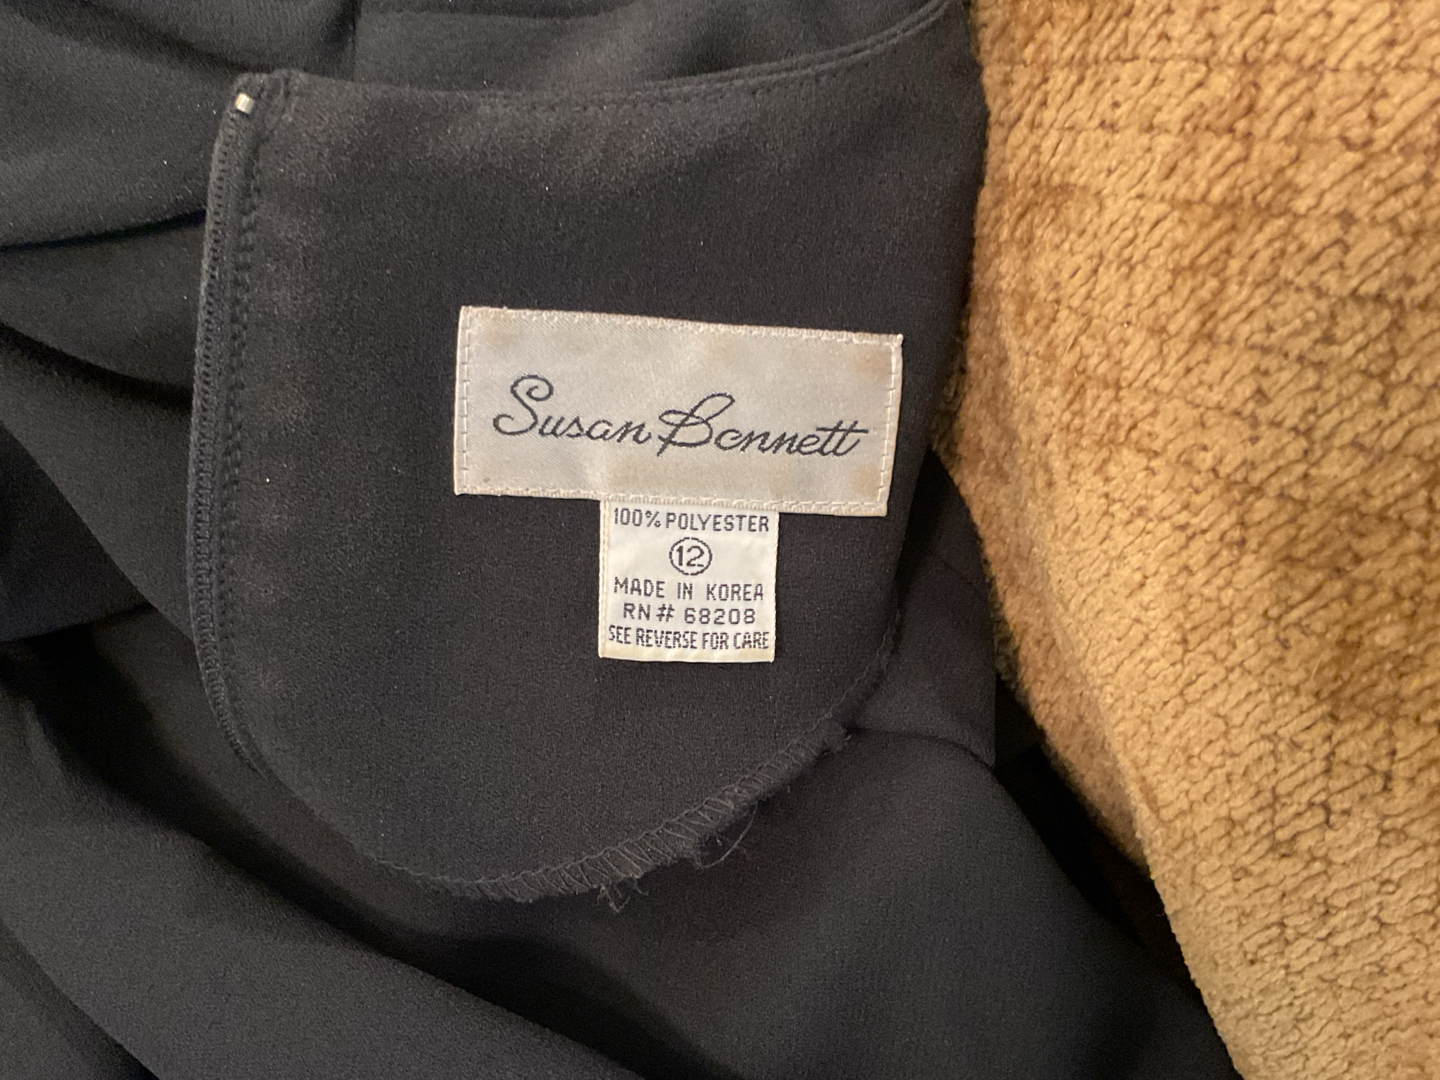 Susan Bonnett
100% POLYESTER
12
MADE IN KOREA
RN# 68208
SEE REVERSE FOR CARE